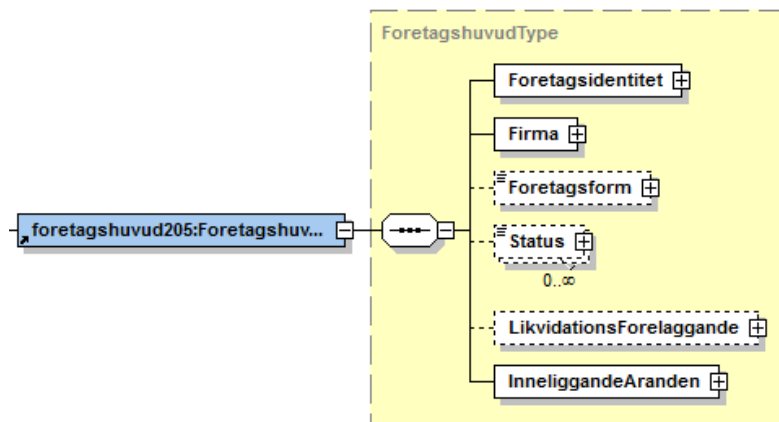 ForetagshuvudType
Foretagsidentitet
Firma
Foretagsform
foretagshuvud205:Foretagshuv...
Status
0..∞
LikvidationsForelaggande
InneliggandeAranden